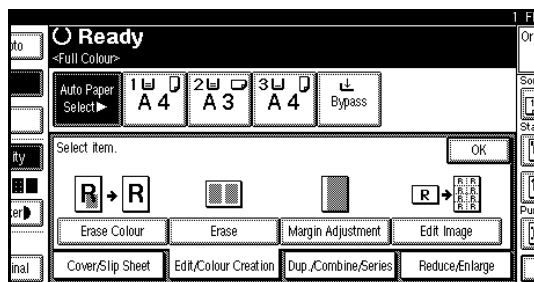 Ready
<Full Colour>
Auto Paper Select▶
1 A4
2 A3
3 A4
Bypass
Select item.
OK
R → R
R
Erase Colour
Erase
Margin Adjustment
Edit Image
Cover/Slip Sheet
Edit/Colour Creation
Dup./Combine/Series
Reduce/Enlarge